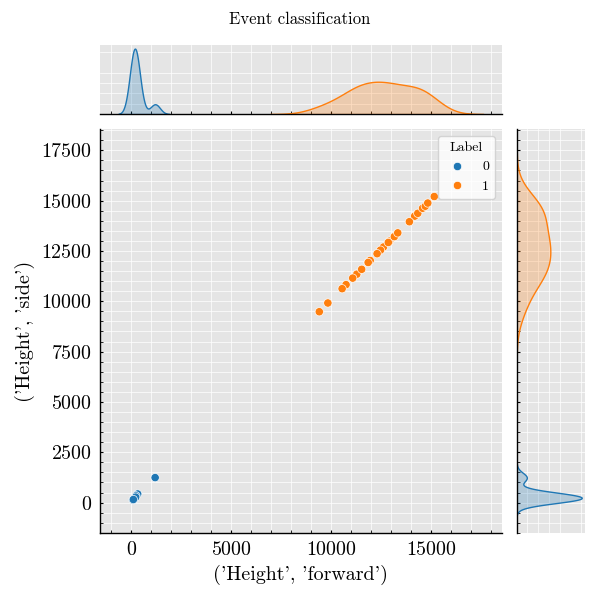 Event classification
Label
0
1
17500
15000
12500
10000
7500
5000
2500
0
('Height', 'side')
0 5000 10000 15000
('Height', 'forward')